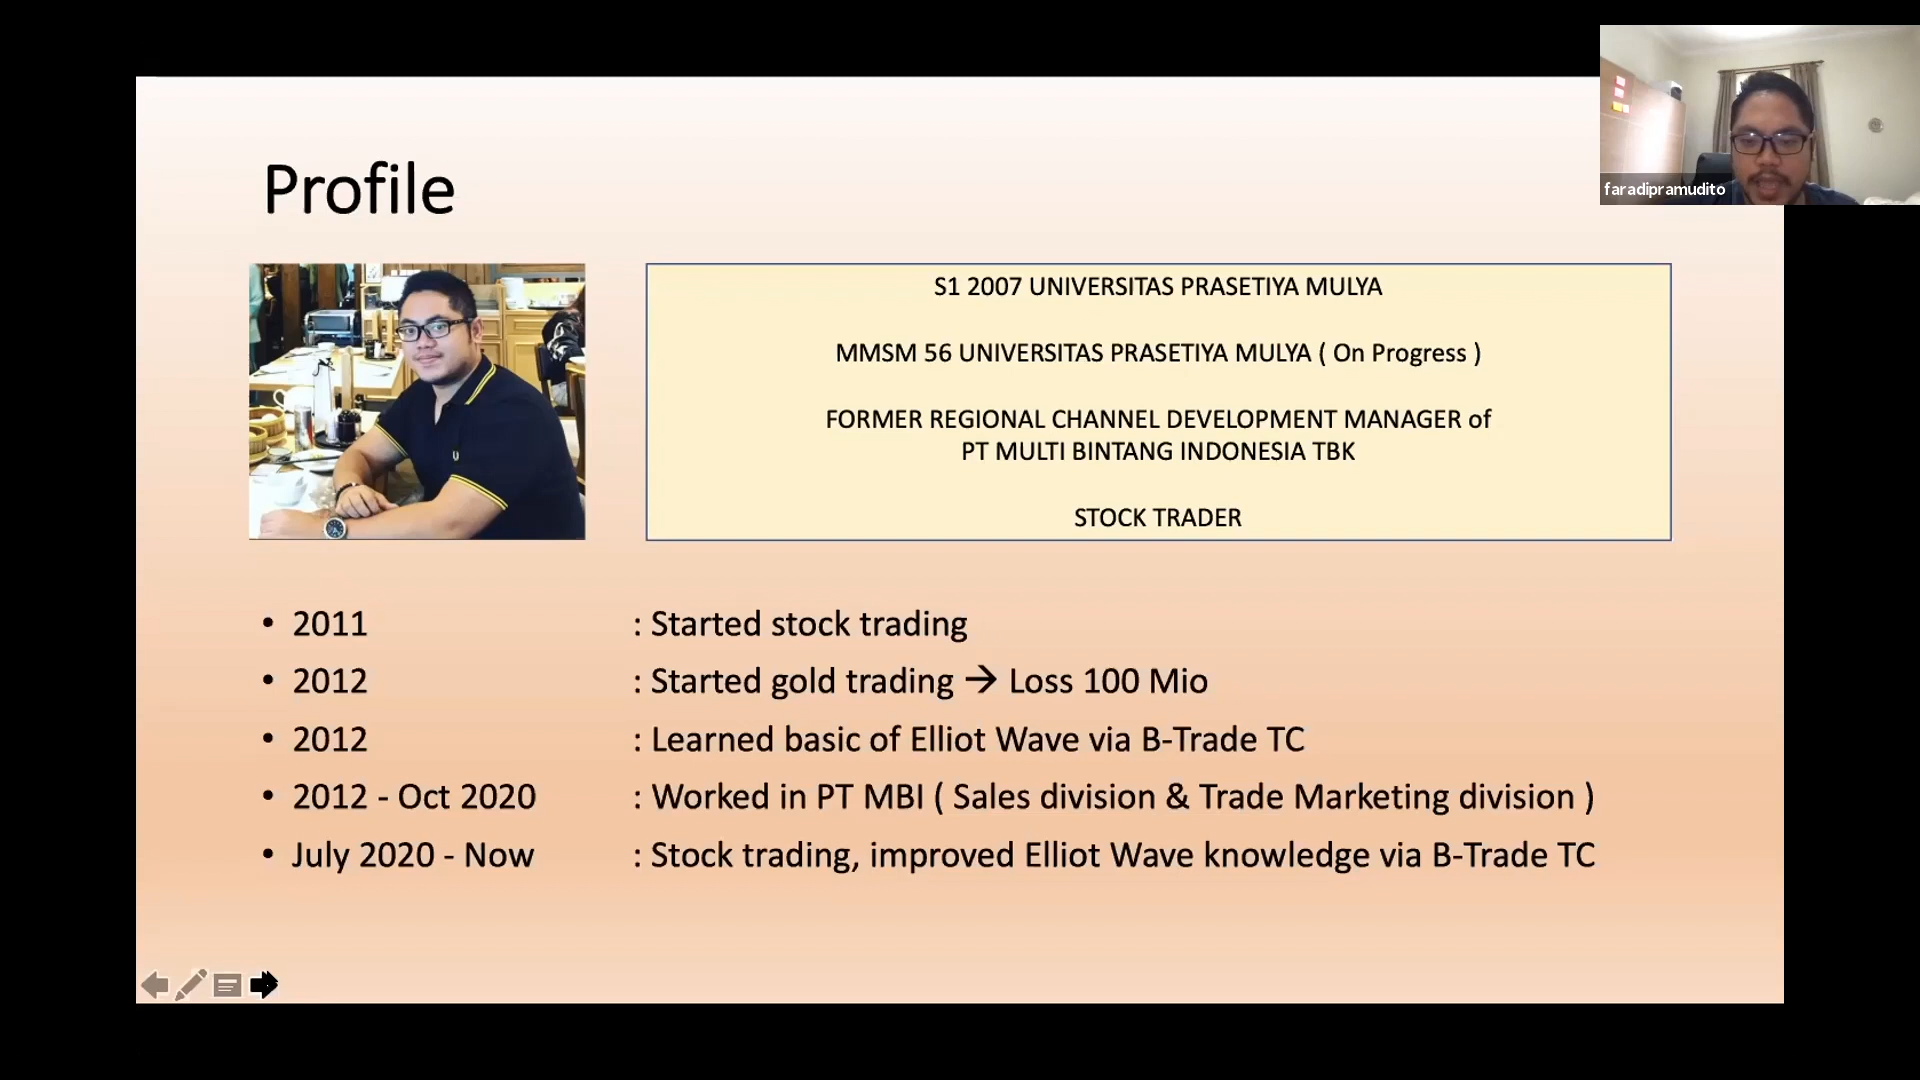 Profile
faradipramudito
S1 2007 UNIVERSITAS PRASETIYA MULYA
MMSM 56 UNIVERSITAS PRASETIYA MULYA ( On Progress )
FORMER REGIONAL CHANNEL DEVELOPMENT MANAGER of
PT MULTI BINTANG INDONESIA TBK
STOCK TRADER
• 2011 : Started stock trading
• 2012 : Started gold trading → Loss 100 Mio
• 2012 : Learned basic of Elliot Wave via B-Trade TC
• 2012 - Oct 2020 : Worked in PT MBI ( Sales division & Trade Marketing division )
• July 2020 - Now : Stock trading, improved Elliot Wave knowledge via B-Trade TC